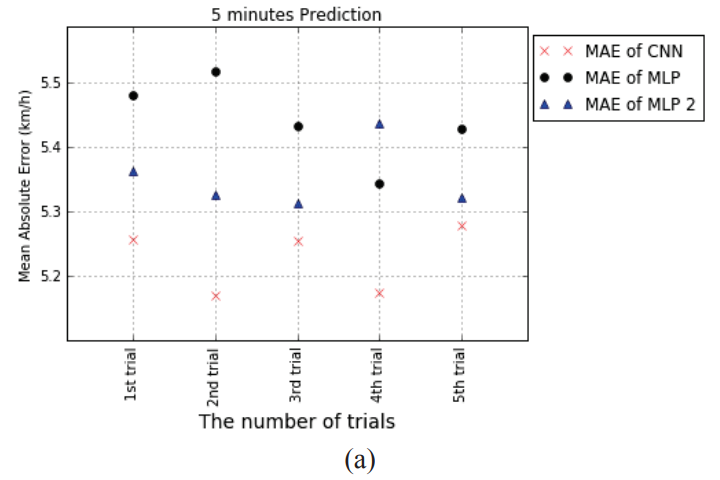 5 minutes Prediction
MAE of CNN
MAE of MLP
MAE of MLP 2
Mean Absolute Error (km/h)
5.5
5.4
5.3
5.2
1st trial
2nd trial
3rd trial
4th trial
5th trial
The number of trials
(a)